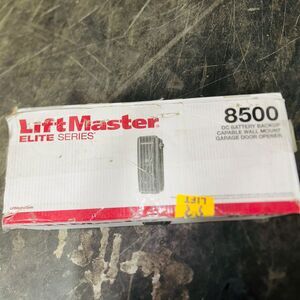 LiftMaster
ELITE SERIES
8500
DC BATTERY BACKUP
CAPABLE WALL MOUNT
GARAGE DOOR OPENER
LIFT